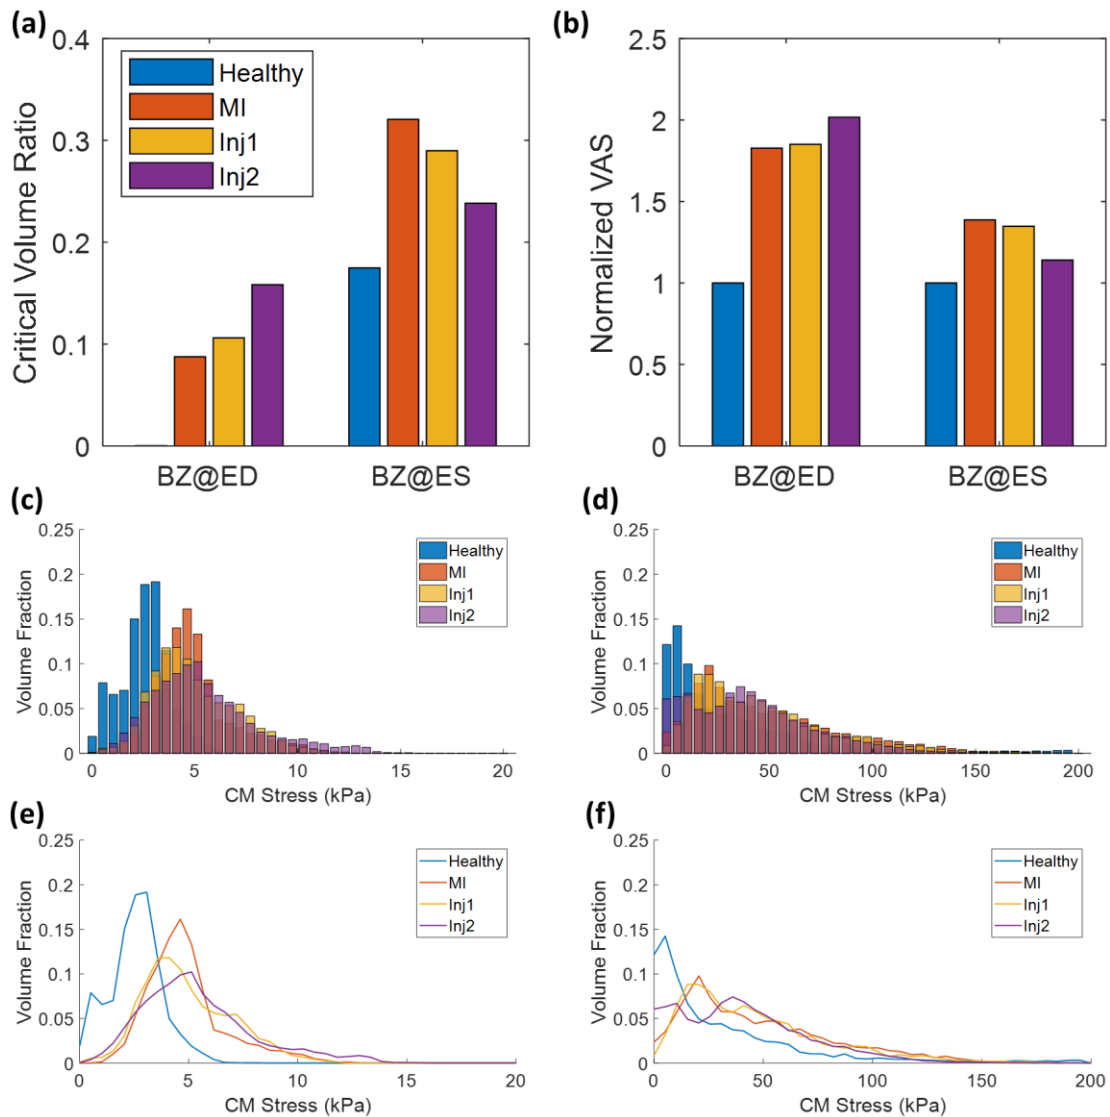 (a)
Critical Volume Ratio
0.4
0.3
0.2
0.1
0
Healthy
MI
Inj1
Inj2
BZ@ED
BZ@ES
(b)
Normalized VAS
2.5
2
1.5
1
0.5
0
BZ@ED
BZ@ES
(c)
Volume Fraction
0.25
0.2
0.15
0.1
0.05
0
Healthy
MI
Inj1
Inj2
0 5 10 15 20
CM Stress (kPa)
(d)
Volume Fraction
0.25
0.2
0.15
0.1
0.05
0
Healthy
MI
Inj1
Inj2
0 50 100 150 200
CM Stress (kPa)
(e)
Volume Fraction
0.25
0.2
0.15
0.1
0.05
0
Healthy
MI
Inj1
Inj2
0 5 10 15 20
CM Stress (kPa)
(f)
Volume Fraction
0.25
0.2
0.15
0.1
0.05
0
Healthy
MI
Inj1
Inj2
0 50 100 150 200
CM Stress (kPa)